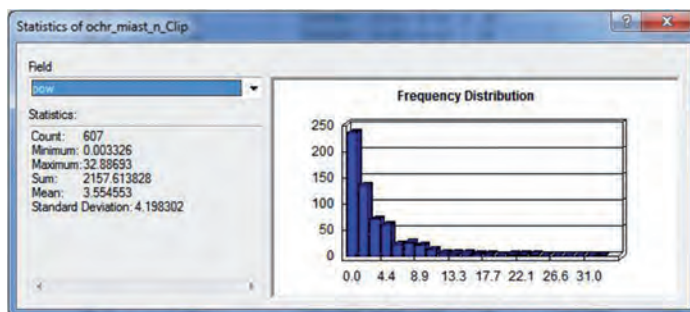 Statistics of ochr_miast_n_Clip
Field
pow
Statistics:
Count: 607
Minimum: 0.003326
Maximum: 32.88693
Sum: 2157.613828
Mean: 3.554553
Standard Deviation: 4.198302
Frequency Distribution
250
200
150
100
50
0
0.0 4.4 8.9 13.3 17.7 22.1 26.6 31.0